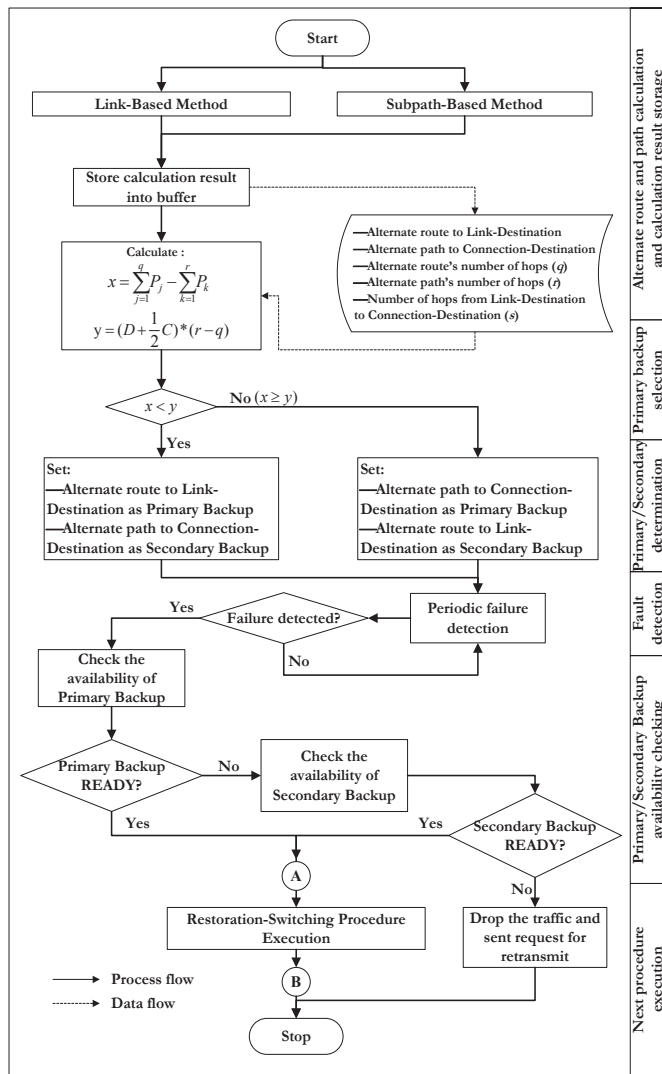 Start
Link-Based Method
Subpath-Based Method
Store calculation result
into buffer
—Alternate route to Link-Destination
—Alternate path to Connection-Destination
—Alternate route's number of hops (q)
—Alternate path's number of hops (r)
—Number of hops from Link-Destination
to Connection-Destination (s)
Calculate :
x = \sum_{j=1}^{q} P_j - \sum_{k=1}^{r} P_k
y = (D + \frac{1}{2} C) * (r - q)
x < y
No (x ≥ y)
Yes
Set:
—Alternate route to Link-
Destination as Primary Backup
—Alternate path to Connection-
Destination as Secondary Backup
Set:
—Alternate path to Connection-
Destination as Primary Backup
—Alternate route to Link-
Destination as Secondary Backup
Periodic failure
detection
Failure detected?
Yes
No
Check the
availability of
Primary Backup
Primary Backup
READY?
No
Check the
availability of
Secondary Backup
Yes
Yes
Secondary Backup
READY?
No
A
Restoration-Switching Procedure
Execution
Drop the traffic and
sent request for
retransmit
B
Stop
Process flow
Data flow
Alternate route and path calculation
and calculation result storage
Primary backup
selection
Primary/Secondary
determination
Fault
detection
Primary/Secondary Backup
availability checking
Next procedure
execution